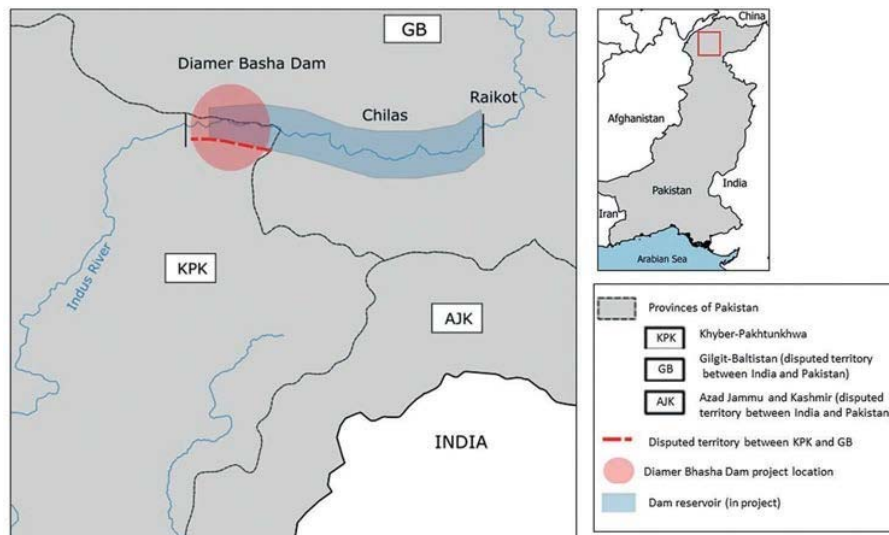 GB
Diamer Basha Dam
Chilas
Raikot
Indus River
KPK
AJK
INDIA
China
Afghanistan
Pakistan
India
Iran
Arabian Sea
Provinces of Pakistan
KPK
Khyber-Pakhtunkhwa
GB
Gilgit-Baltistan (disputed territory
between India and Pakistan)
AJK
Azad Jammu and Kashmir (disputed
territory between India and Pakistan
Disputed territory between KPK and GB
Diamer Bhasha Dam project location
Dam reservoir (in project)